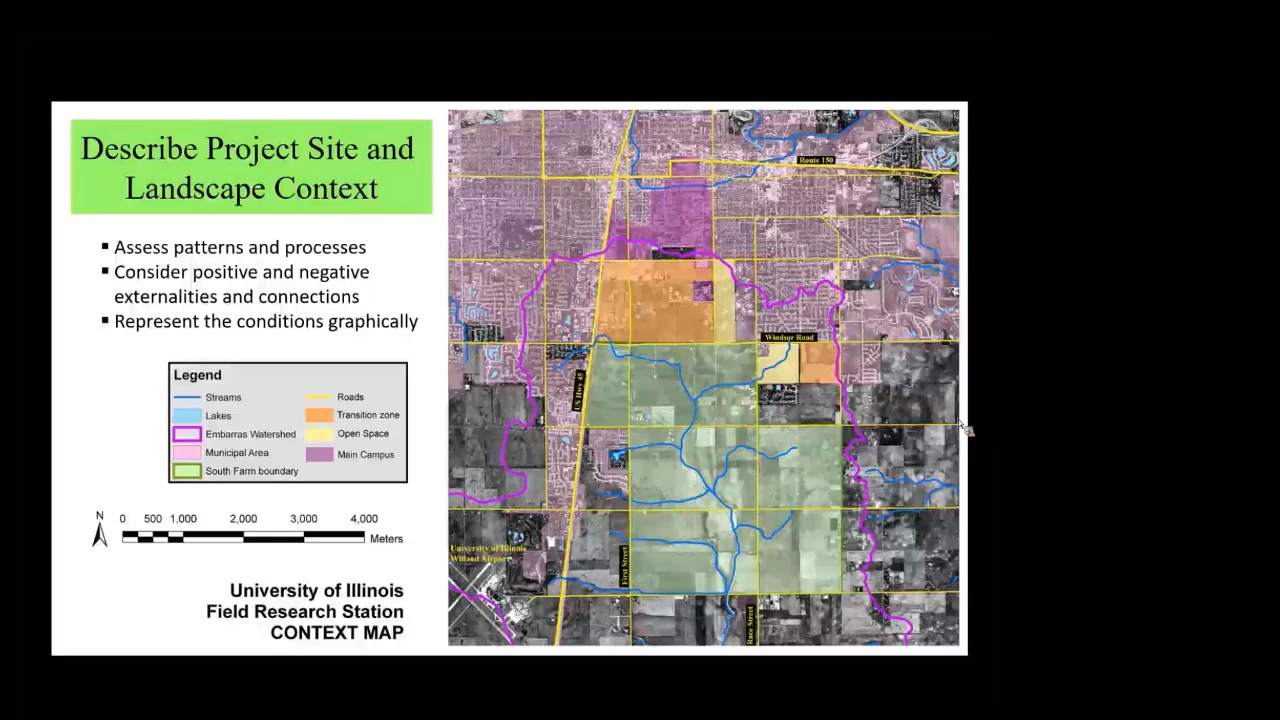 Describe Project Site and
Landscape Context
▪ Assess patterns and processes
▪ Consider positive and negative
externalities and connections
▪ Represent the conditions graphically
Legend
Streams
Lakes
Embarras Watershed
Municipal Area
South Farm boundary
Roads
Transition zone
Open Space
Main Campus
N
0 500 1,000 2,000 3,000 4,000
Meters
University of Illinois
Field Research Station
CONTEXT MAP
Route 150
Windsor Road
US Hwy 45
University of Illinois
Willard Airport
First Street
Race Street